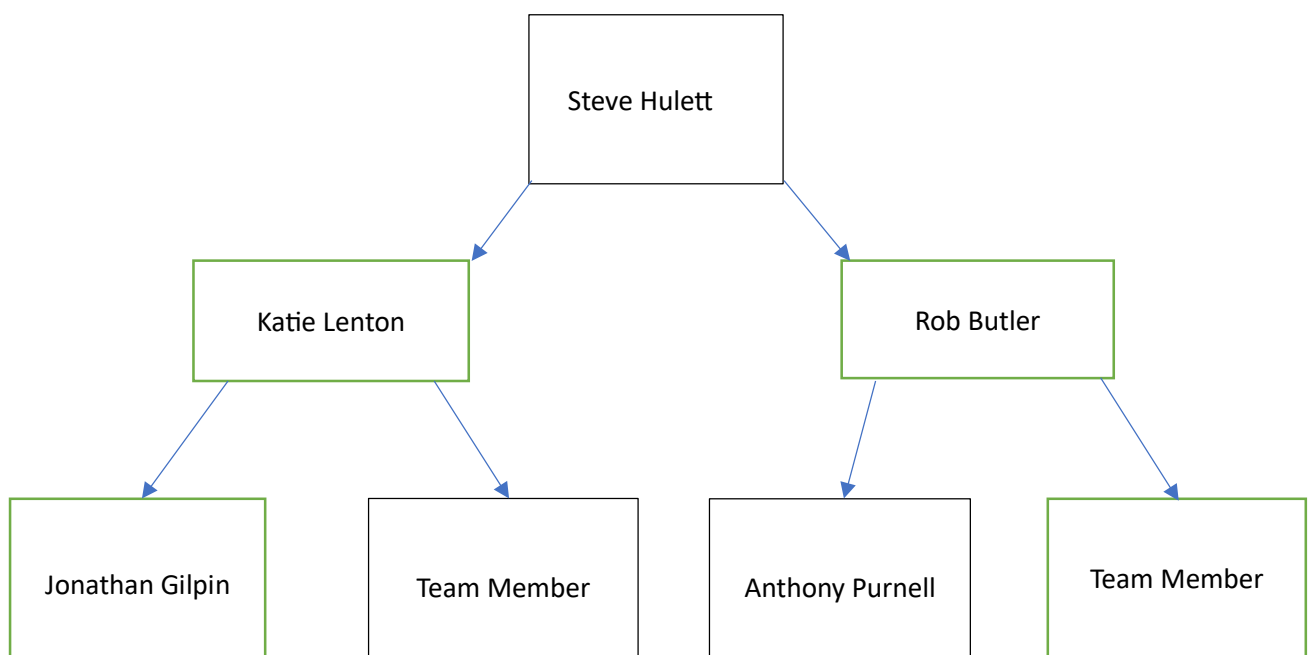 Steve Hulett
Katie Lenton
Rob Butler
Jonathan Gilpin
Team Member
Anthony Purnell
Team Member